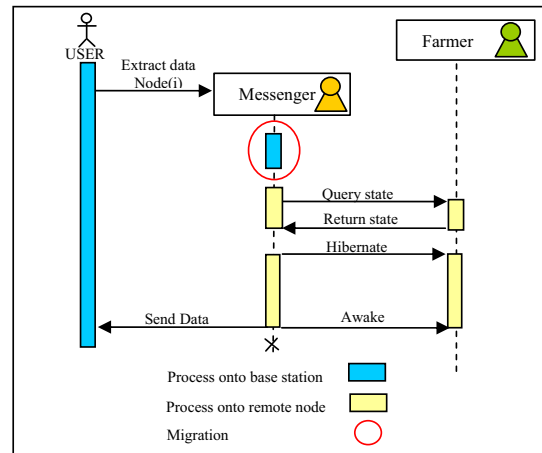 USER
Extract data
Node(i)
Messenger
Farmer
Query state
Return state
Hibernate
Send Data
Awake
Process onto base station
Process onto remote node
Migration